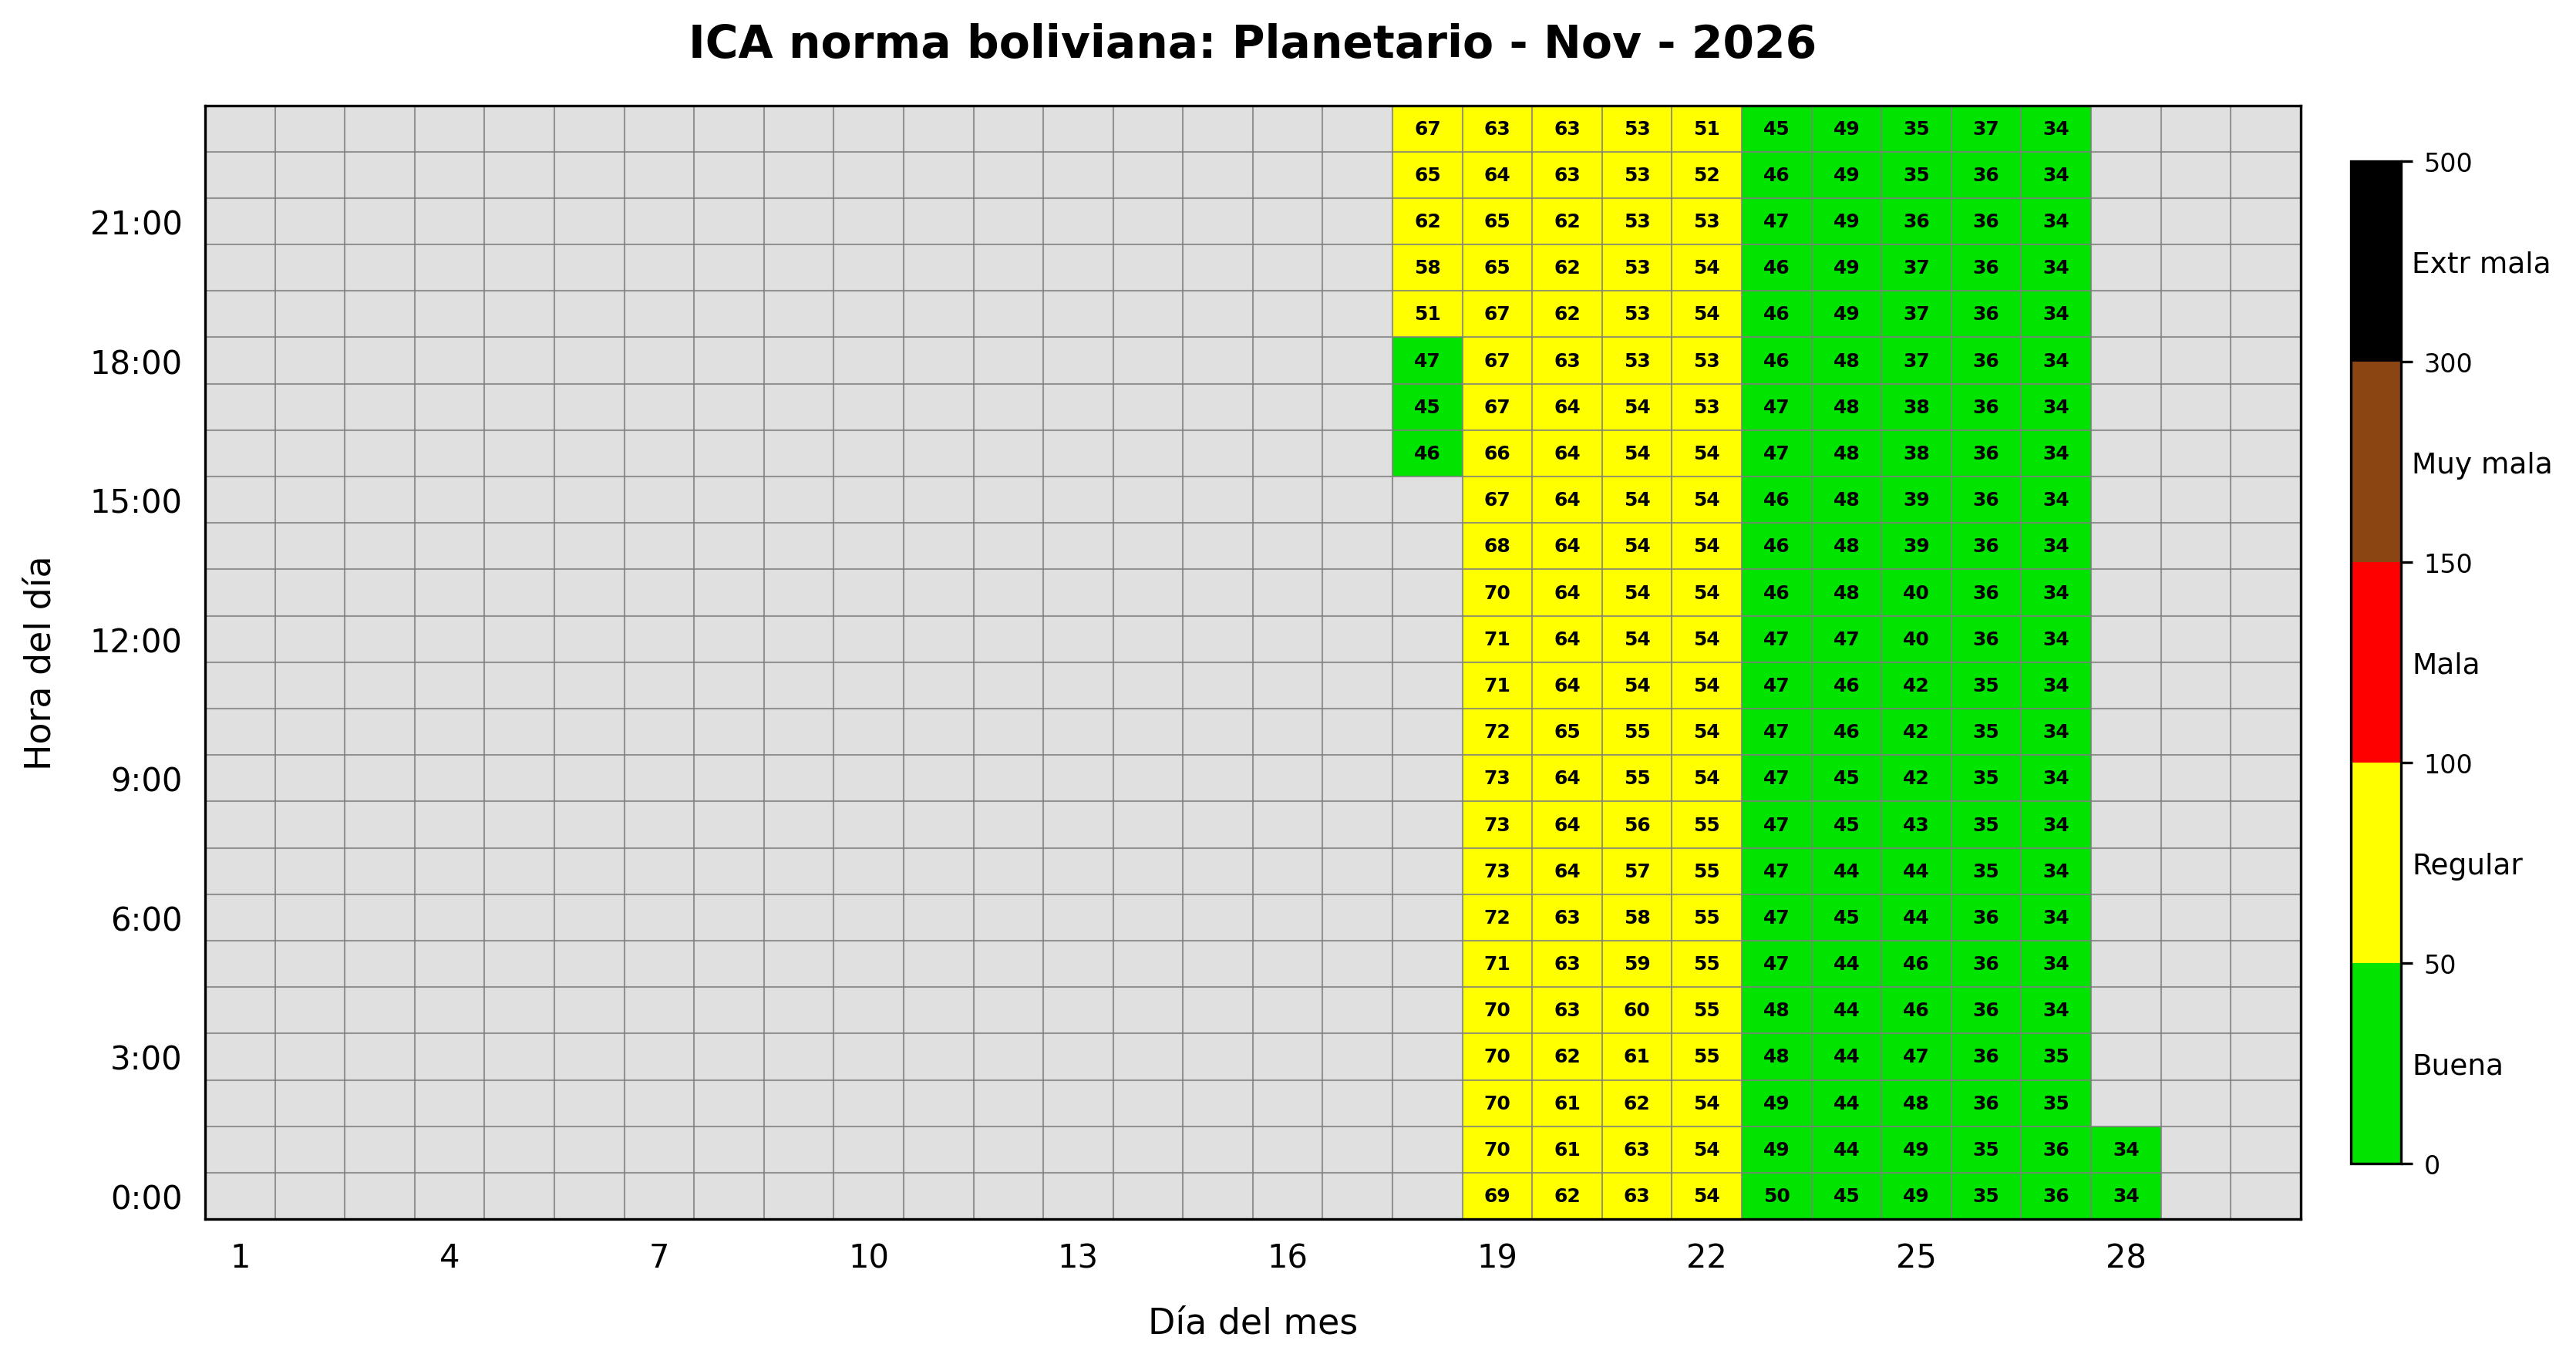 ICA norma boliviana: Planetario - Nov - 2026
67 63 63 53 51 45 49 35 37 34
65 64 63 53 52 46 49 35 36 34
21:00 62 65 62 53 53 47 49 36 36 34
58 65 62 53 54 46 49 37 36 34
51 67 62 53 54 46 49 37 36 34
18:00 47 67 63 53 53 46 48 37 36 34
45 67 64 54 53 47 48 38 36 34
46 66 64 54 54 47 48 38 36 34
15:00 67 64 54 54 46 48 39 36 34
68 64 54 54 46 48 39 36 34
70 64 54 54 46 48 40 36 34
12:00 71 64 54 54 47 47 40 36 34
71 64 54 54 47 46 42 35 34
72 65 55 54 47 46 42 35 34
9:00 73 64 55 54 47 45 42 35 34
73 64 56 55 47 45 43 35 34
73 64 57 55 47 44 44 35 34
6:00 72 63 58 55 47 45 44 36 34
71 63 59 55 47 44 46 36 34
70 63 60 55 48 44 46 36 34
3:00 70 62 61 55 48 44 47 36 35
70 61 62 54 49 44 48 36 35
70 61 63 54 49 44 49 35 36 34
0:00 69 62 63 54 50 45 49 35 36 34
1 4 7 10 13 16 19 22 25 28
Día del mes
Hora del día
500
Extr mala
300
Muy mala
150
Mala
100
Regular
50
Buena
0